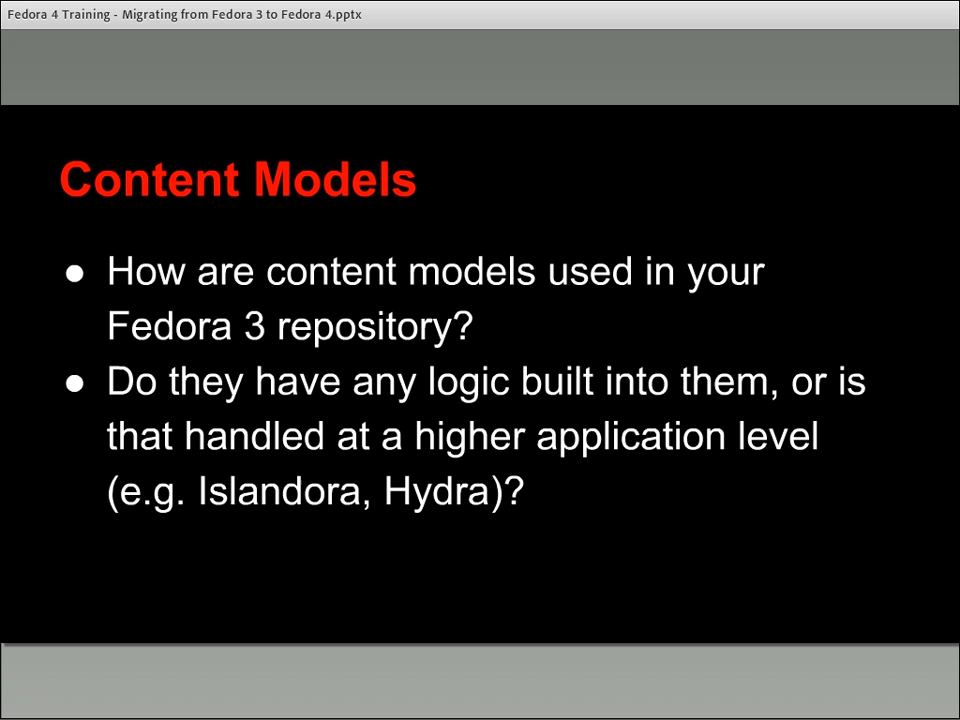 Fedora 4 Training - Migrating from Fedora 3 to Fedora 4.pptx
Content Models
● How are content models used in your
Fedora 3 repository?
● Do they have any logic built into them, or is
that handled at a higher application level
(e.g. Islandora, Hydra)?